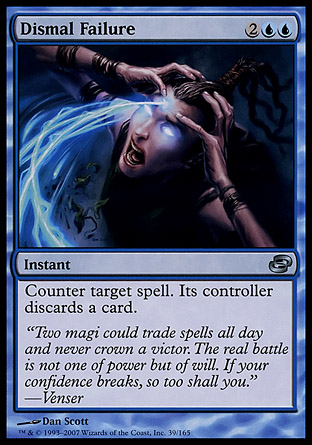 Dismal Failure 2
Instant
Counter target spell. Its controller
discards a card.
“Two magi could trade spells all day
and never crown a victor. The real battle
is not one of power but of will. If your
confidence breaks, so too shall you.”
—Venser
Dan Scott
™ & © 1993–2007 Wizards of the Coast, Inc. 39/165